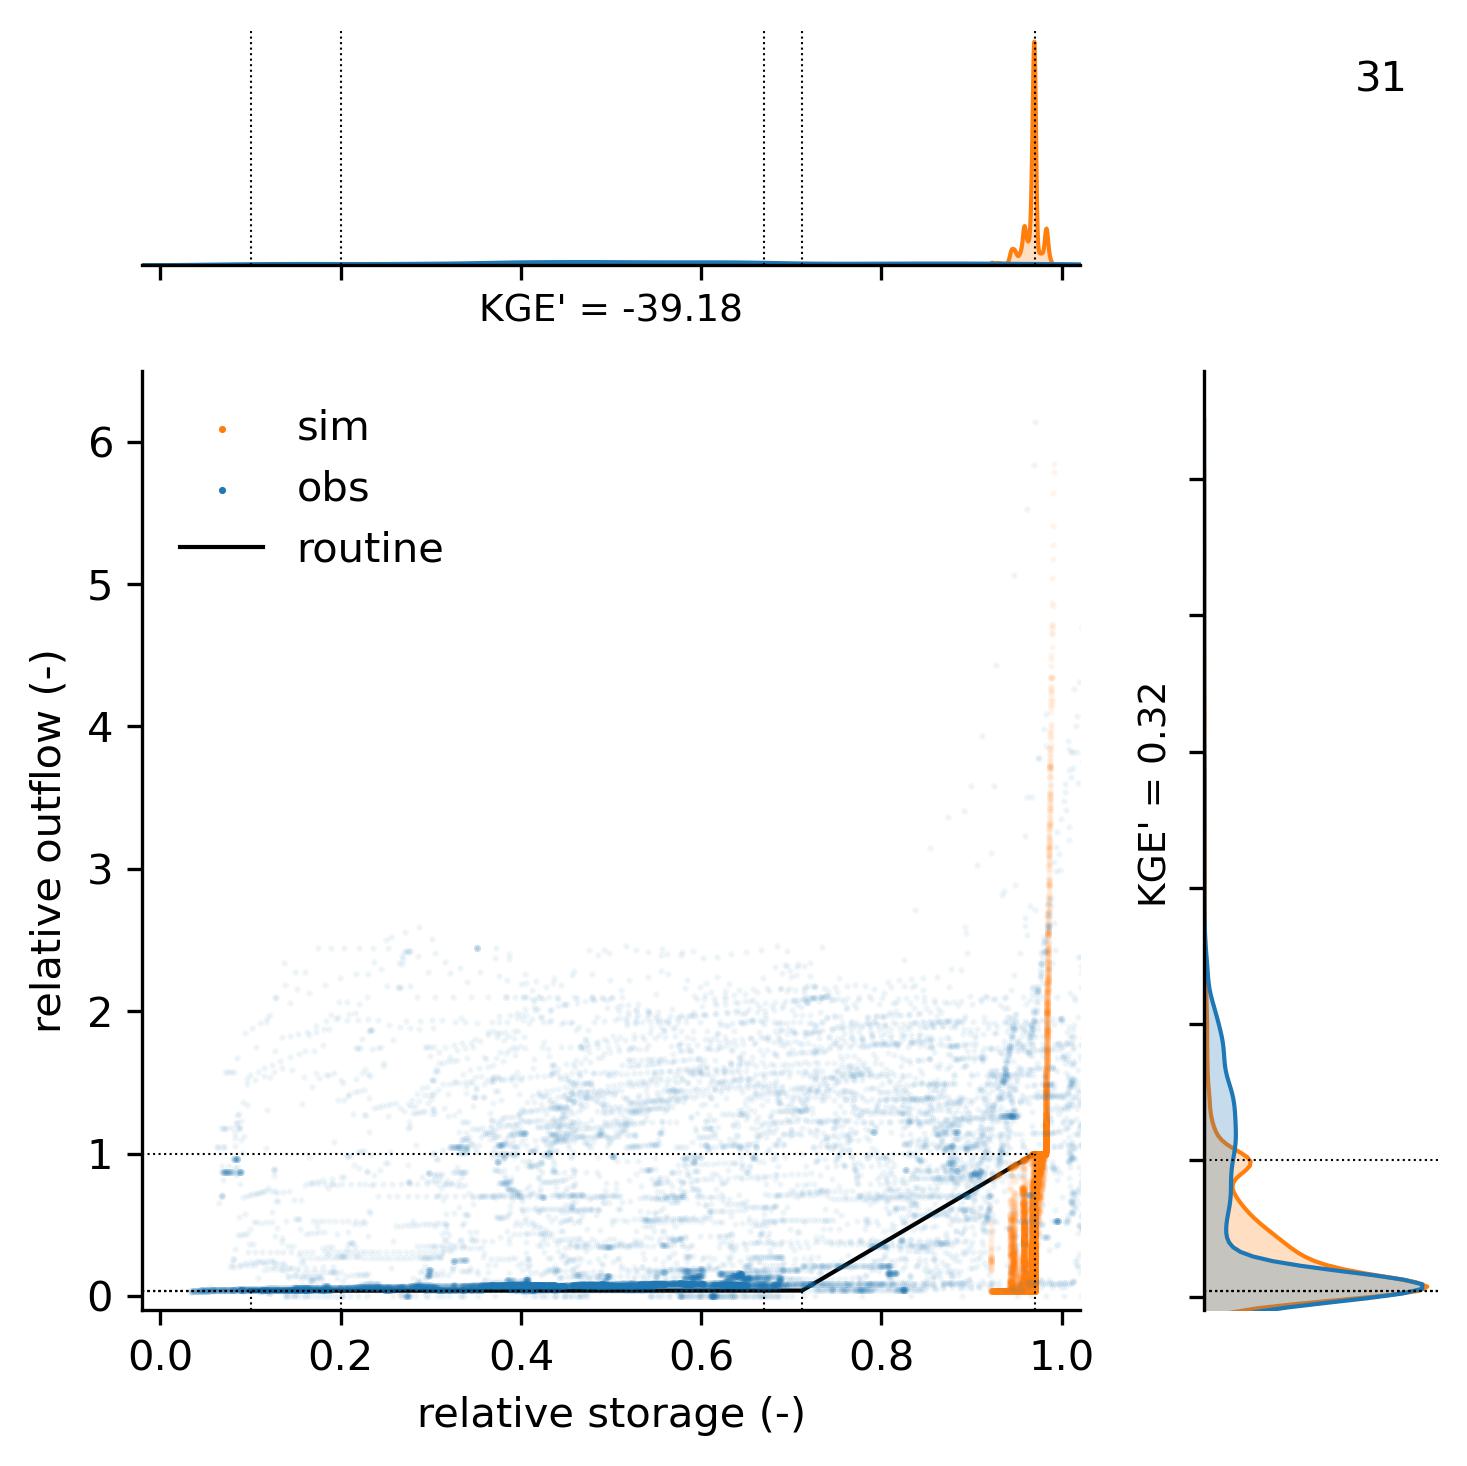 31
KGE' = -39.18
sim
obs
routine
6
5
4
3
2
1
0
relative outflow (-)
KGE' = 0.32
0.0 0.2 0.4 0.6 0.8 1.0
relative storage (-)